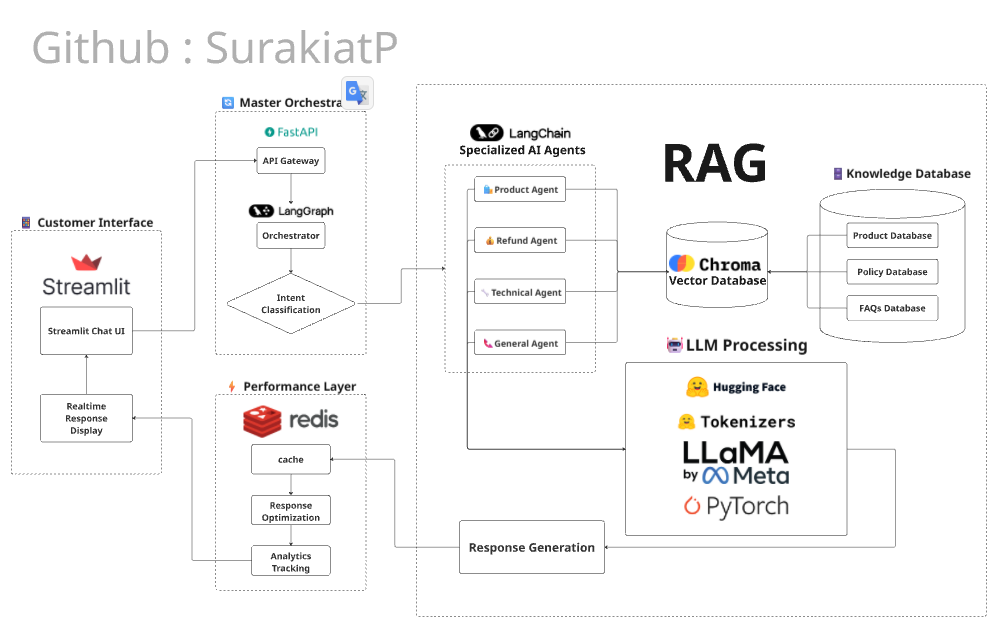 Github : SurakiatP
Customer Interface
Streamlit
Streamlit Chat UI
Realtime
Response
Display
Master Orchestra
G
FastAPI
API Gateway
LangGraph
Orchestrator
Intent
Classification
Performance Layer
redis
cache
Response
Optimization
Analytics
Tracking
LangChain
Specialized AI Agents
Product Agent
Refund Agent
Technical Agent
General Agent
RAG
Chroma
Vector Database
Knowledge Database
Product Database
Policy Database
FAQs Database
LLM Processing
Hugging Face
Tokenizers
LLaMA
by Meta
PyTorch
Response Generation